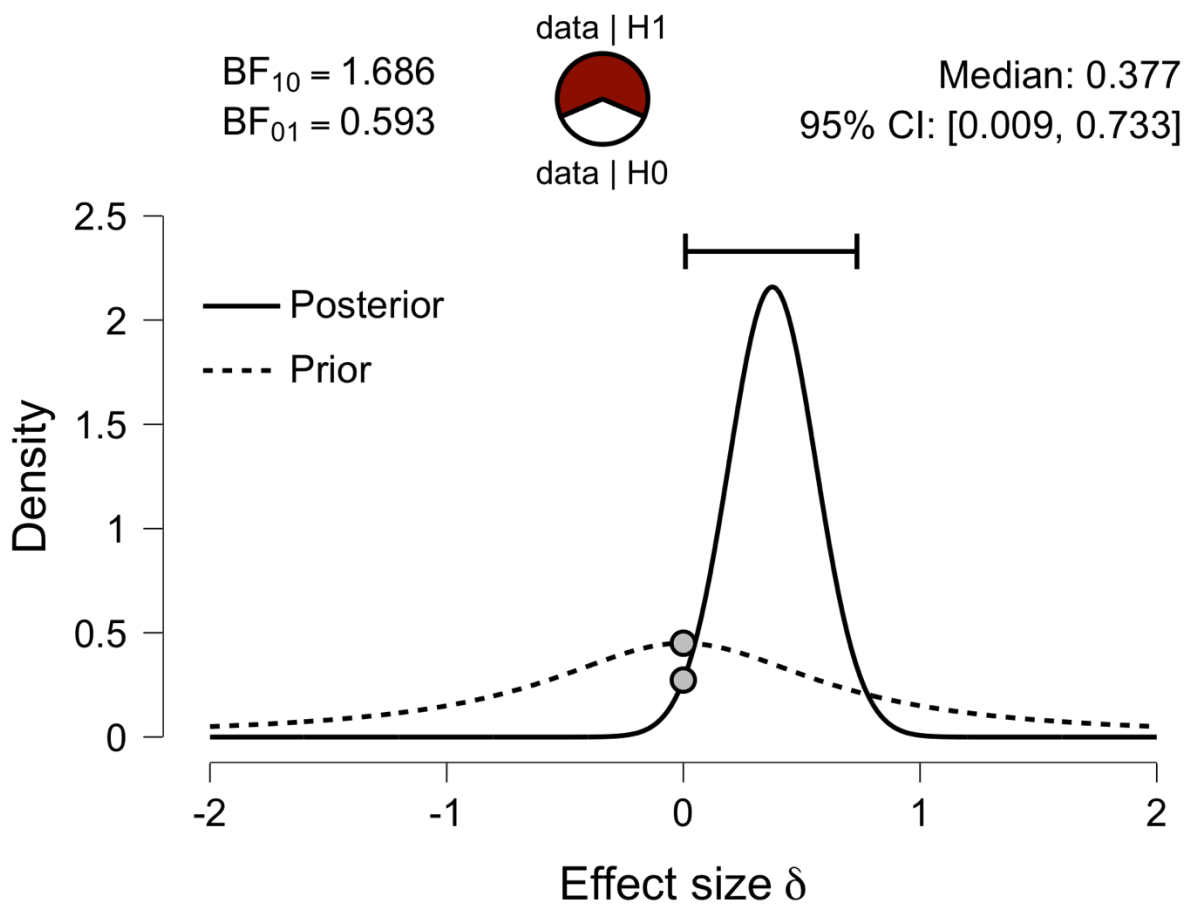 data | H1
BF₁₀ = 1.686
BF₀₁ = 0.593
Median: 0.377
95% CI: [0.009, 0.733]
data | H0
2.5
2
1.5
1
0.5
0
Density
Posterior
Prior
-2
-1
0
1
2
Effect size δ